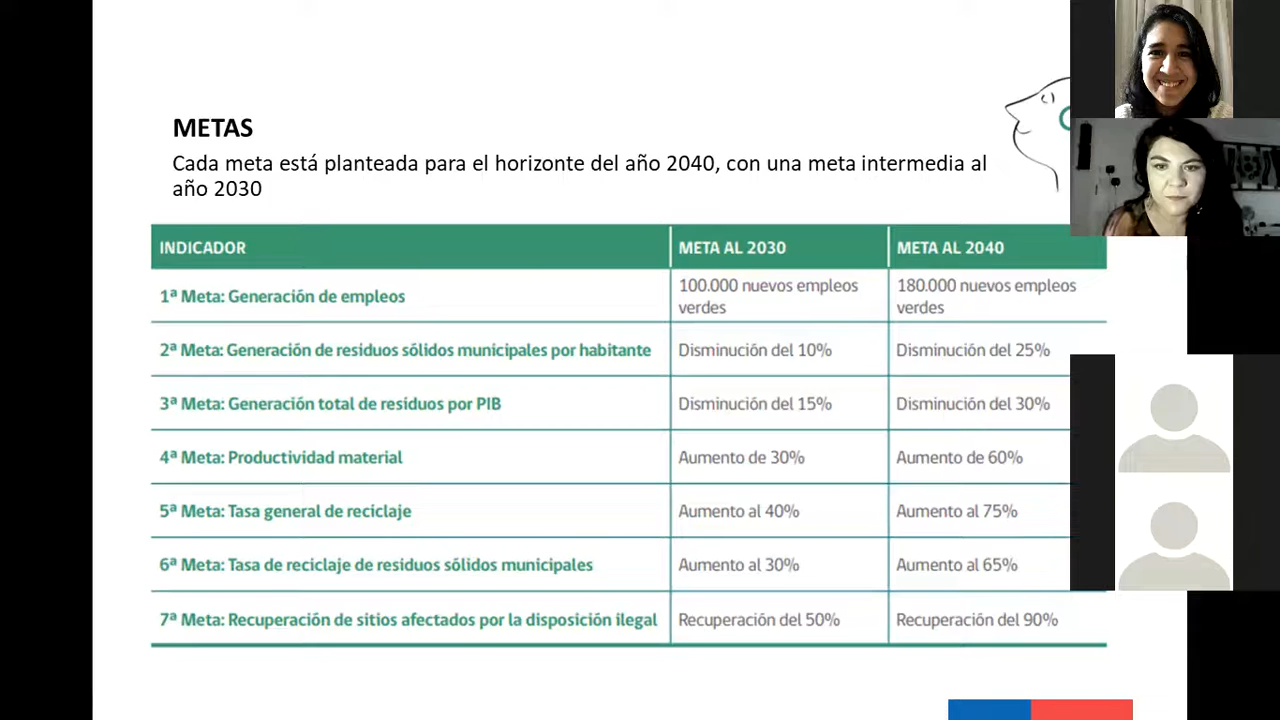 METAS
Cada meta está planteada para el horizonte del año 2040, con una meta intermedia al
año 2030
INDICADOR META AL 2030 META AL 2040
1ª Meta: Generación de empleos 100.000 nuevos empleos verdes 180.000 nuevos empleos verdes
2ª Meta: Generación de residuos sólidos municipales por habitante Disminución del 10% Disminución del 25%
3ª Meta: Generación total de residuos por PIB Disminución del 15% Disminución del 30%
4ª Meta: Productividad material Aumento de 30% Aumento de 60%
5ª Meta: Tasa general de reciclaje Aumento al 40% Aumento al 75%
6ª Meta: Tasa de reciclaje de residuos sólidos municipales Aumento al 30% Aumento al 65%
7ª Meta: Recuperación de sitios afectados por la disposición ilegal Recuperación del 50% Recuperación del 90%